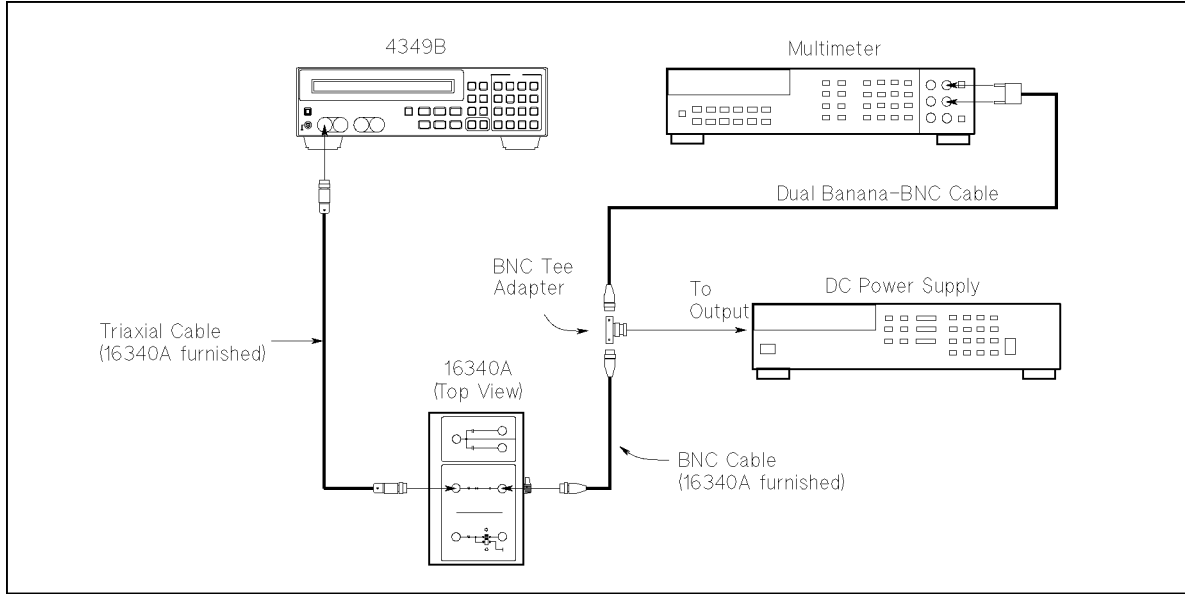 4349B
Multimeter
Dual Banana-BNC Cable
BNC Tee
Adapter
To
Output
DC Power Supply
Triaxial Cable
(16340A furnished)
16340A
(Top View)
BNC Cable
(16340A furnished)